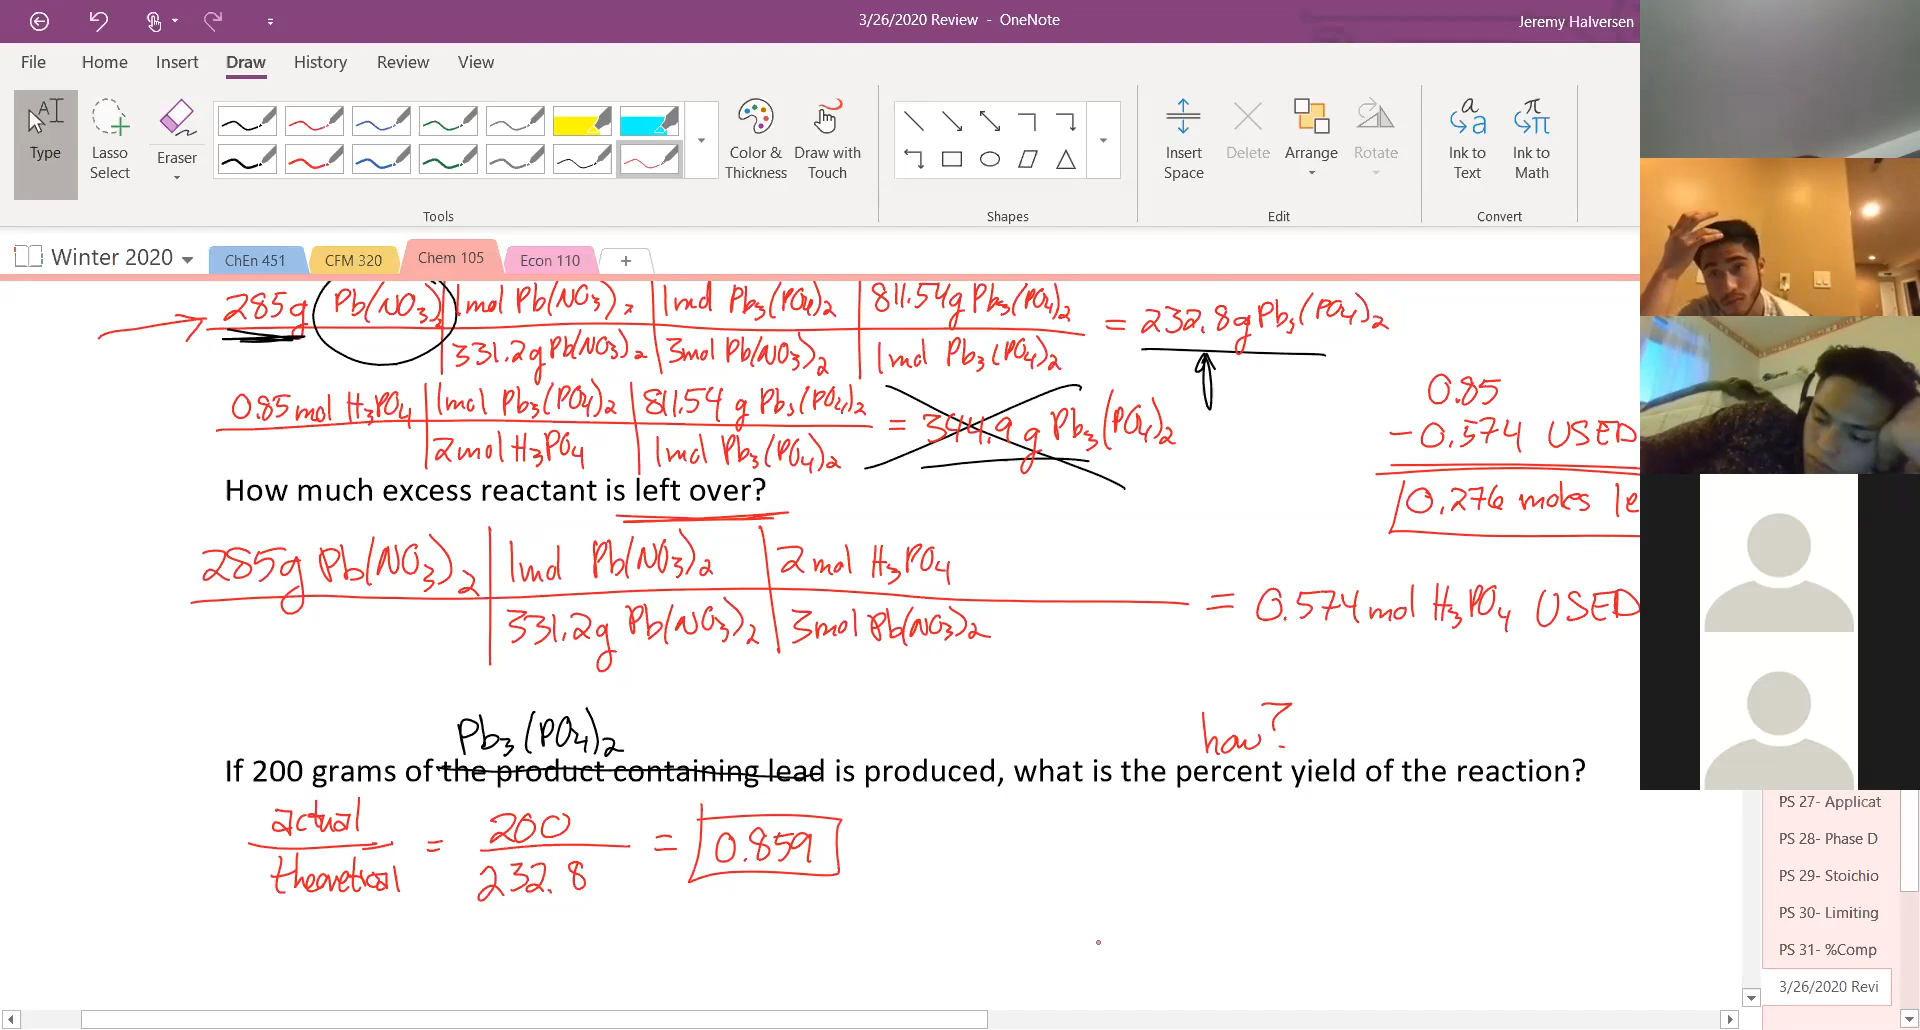 3/26/2020 Review - OneNote
Jeremy Halversen
File Home Insert Draw History Review View
Type
Lasso Select
Eraser
Color & Thickness
Draw with Touch
Insert Space
Delete
Arrange
Rotate
Ink to Text
Ink to Math
Tools
Shapes
Edit
Convert
Winter 2020
ChEn 451
CFM 320
Chem 105
Econ 110
+
285g Pb(NO₃)₂ | 1mol Pb(NO₃)₂ | 1mol Pb₃(PO₄)₂ | 811.54g Pb₃(PO₄)₂ = 232.8g Pb₃(PO₄)₂
331.2g Pb(NO₃)₂ | 3mol Pb(NO₃)₂ | 1mol Pb₃(PO₄)₂
0.85 mol H₃PO₄ | 1mol Pb₃(PO₄)₂ | 811.54 g Pb₃(PO₄)₂ = 344.9 g Pb₃(PO₄)₂
2mol H₃PO₄ | 1mol Pb₃(PO₄)₂
0.85
-0.574 USED
0.276 moles le
How much excess reactant is left over?
285g Pb(NO₃)₂ | 1mol Pb(NO₃)₂ | 2 mol H₃PO₄ = 0.574 mol H₃PO₄ USED
331.2g Pb(NO₃)₂ | 3mol Pb(NO₃)₂
Pb₃(PO₄)₂
how?
If 200 grams of the product containing lead is produced, what is the percent yield of the reaction?
actual / theoretical = 200 / 232.8 = 0.859
PS 27- Applicat
PS 28- Phase D
PS 29- Stoichio
PS 30- Limiting
PS 31- %Comp
3/26/2020 Revi